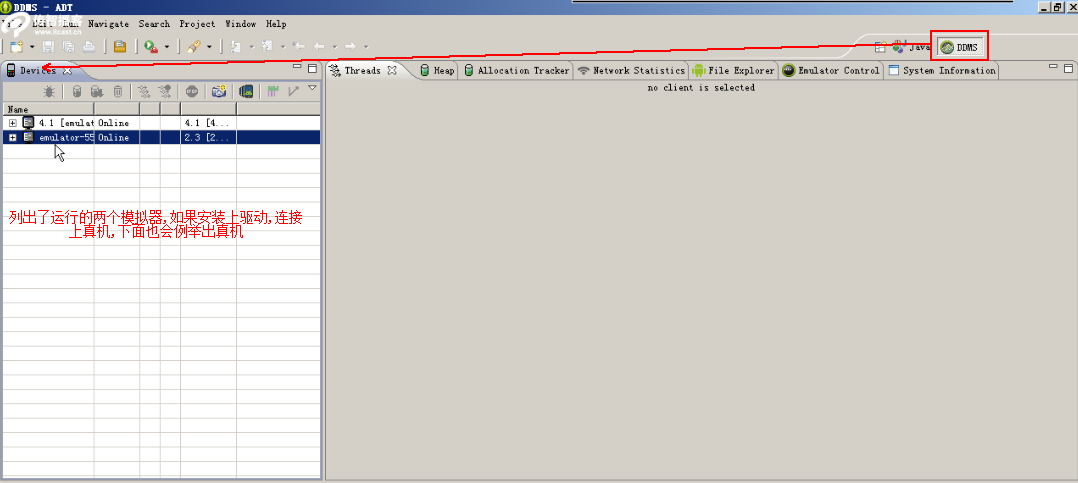 DDMS - ADT
Edit Run Navigate Search Project Window Help
传智播客
www.itcast.cn
Java DDMS
Devices
Threads Heap Allocation Tracker Network Statistics File Explorer Emulator Control System Information
no client is selected
Name
4.1 [emulat Online 4.1 [4...
emulator-55 Online 2.3 [2...
列出了运行的两个模拟器,如果安装上驱动,连接
上真机,下面也会例举出真机